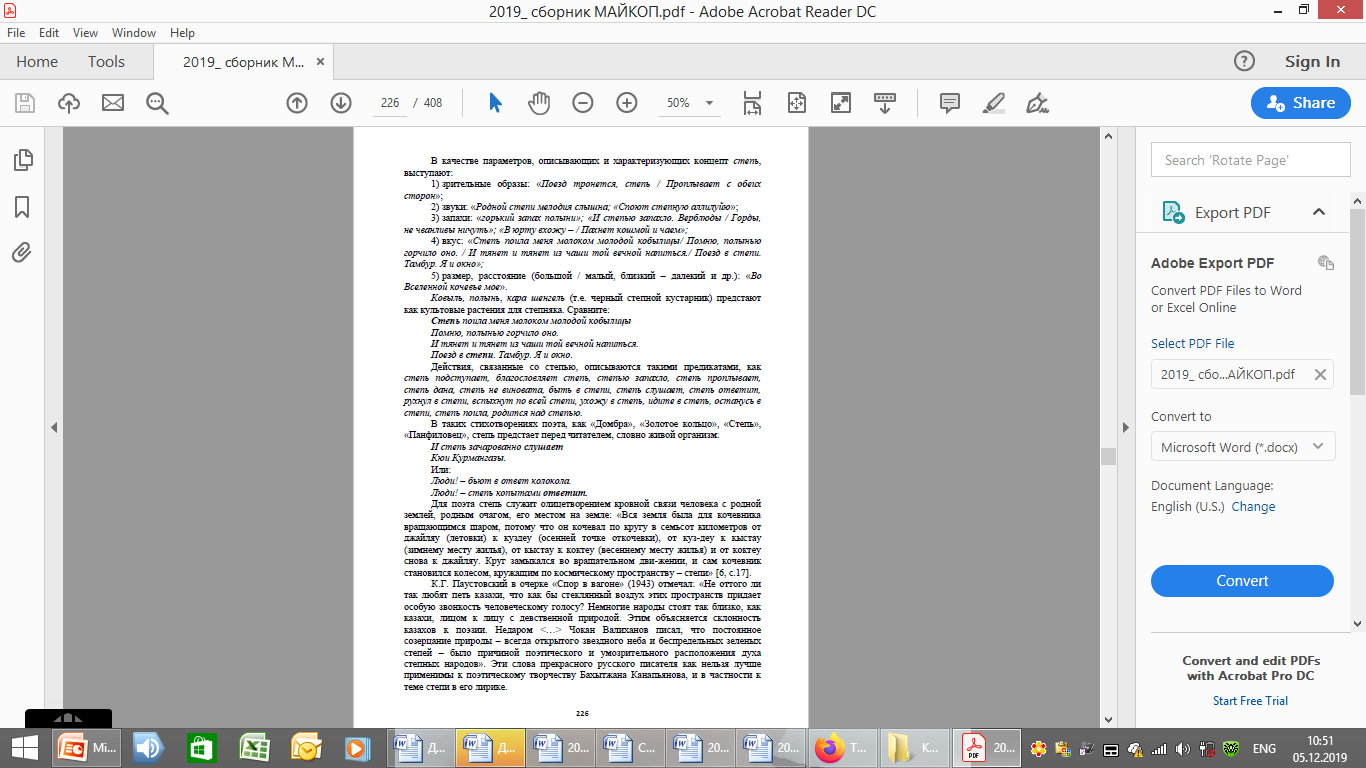 2019_ сборник МАЙКОП.pdf - Adobe Acrobat Reader DC
File Edit View Window Help
Home Tools 2019_ сборник М... × Sign In
226 / 408 50% Share
В качестве параметров, описывающих и характеризующих концепт степь,
выступают:
1) зрительные образы: «Поезд тронется, степь / Проплывает с обеих
сторон»;
2) звуки: «Родной степи мелодия слышна; «Споют степную аллилуйю»;
3) запахи: «горький запах полыни»; «И степью запахло. Верблюды / Горды,
не чванливы ничуть»; «В юрту вхожу – / Пахнет кошмой и чаем»;
4) вкус: «Степь поила меня молоком молодой кобылицы/ Помню, полынью
горчило оно. / И тянет и тянет из чаши той вечной напиться./ Поезд в степи.
Тамбур. Я и окно»;
5) размер, расстояние (большой / малый, близкий – далекий и др.): «Во
Вселенной кочевье мое».
Ковыль, полынь, кара шенгель (т.е. черный степной кустарник) предстают
как культовые растения для степняка. Сравните:
Степь поила меня молоком молодой кобылицы
Помню, полынью горчило оно.
И тянет и тянет из чаши той вечной напиться.
Поезд в степи. Тамбур. Я и окно.
Действия, связанные со степью, описываются такими предикатами, как
степь подступает, благословляет степь, степью запахло, степь проплывает,
степь дана, степь не виновата, быть в степи, степь слушает, степь ответит,
рухнул в степи, вспыхнут по всей степи, ухожу в степь, идите в степь, останусь в
степи, степь поила, родится над степью.
В таких стихотворениях поэта, как «Домбра», «Золотое кольцо», «Степь»,
«Панфиловец», степь предстает перед читателем, словно живой организм:
И степь зачарованно слушает
Кюи Курмангазы.
Или:
Люди! – бьют в ответ колокола.
Люди! – степь копытами ответит.
Для поэта степь служит олицетворением кровной связи человека с родной
землей, родным очагом, его местом на земле: «Вся земля была для кочевника
вращающимся шаром, потому что он кочевал по кругу в семьсот километров от
джайляу (летовки) к куздеу (осенней точке откочевки), от куз-деу к кыстау
(зимнему месту жилья), от кыстау к коктеу (весеннему месту жилья) и от коктеу
снова к джайляу. Круг замыкался во вращательном дви-жении, и сам кочевник
становился колесом, кружащим по космическому пространству – степи» [6, с.17].
К.Г. Паустовский в очерке «Спор в вагоне» (1943) отмечал: «Не оттого ли
так любят петь казахи, что как бы стеклянный воздух этих пространств придает
особую звонкость человеческому голосу? Немногие народы стоят так близко, как
казахи, лицом к лицу с девственной природой. Этим объясняется склонность
казахов к поэзии. Недаром <…> Чокан Валиханов писал, что постоянное
созерцание природы – всегда открытого звездного неба и беспредельных зеленых
степей – было причиной поэтического и умозрительного расположения духа
степных народов». Эти слова прекрасного русского писателя как нельзя лучше
применимы к поэтическому творчеству Бахытжана Канапьянова, и в частности к
теме степи в его лирике.
226
Search 'Rotate Page'
Export PDF
Adobe Export PDF
Convert PDF Files to Word
or Excel Online
Select PDF File
2019_ сбо...АЙКОП.pdf
Convert to
Microsoft Word (*.docx)
Document Language:
English (U.S.) Change
Convert
Convert and edit PDFs
with Acrobat Pro DC
Start Free Trial
Mi... Д... Д... 20... С... 20... 20... Т... К... 20... ENG 10:51
05.12.2019